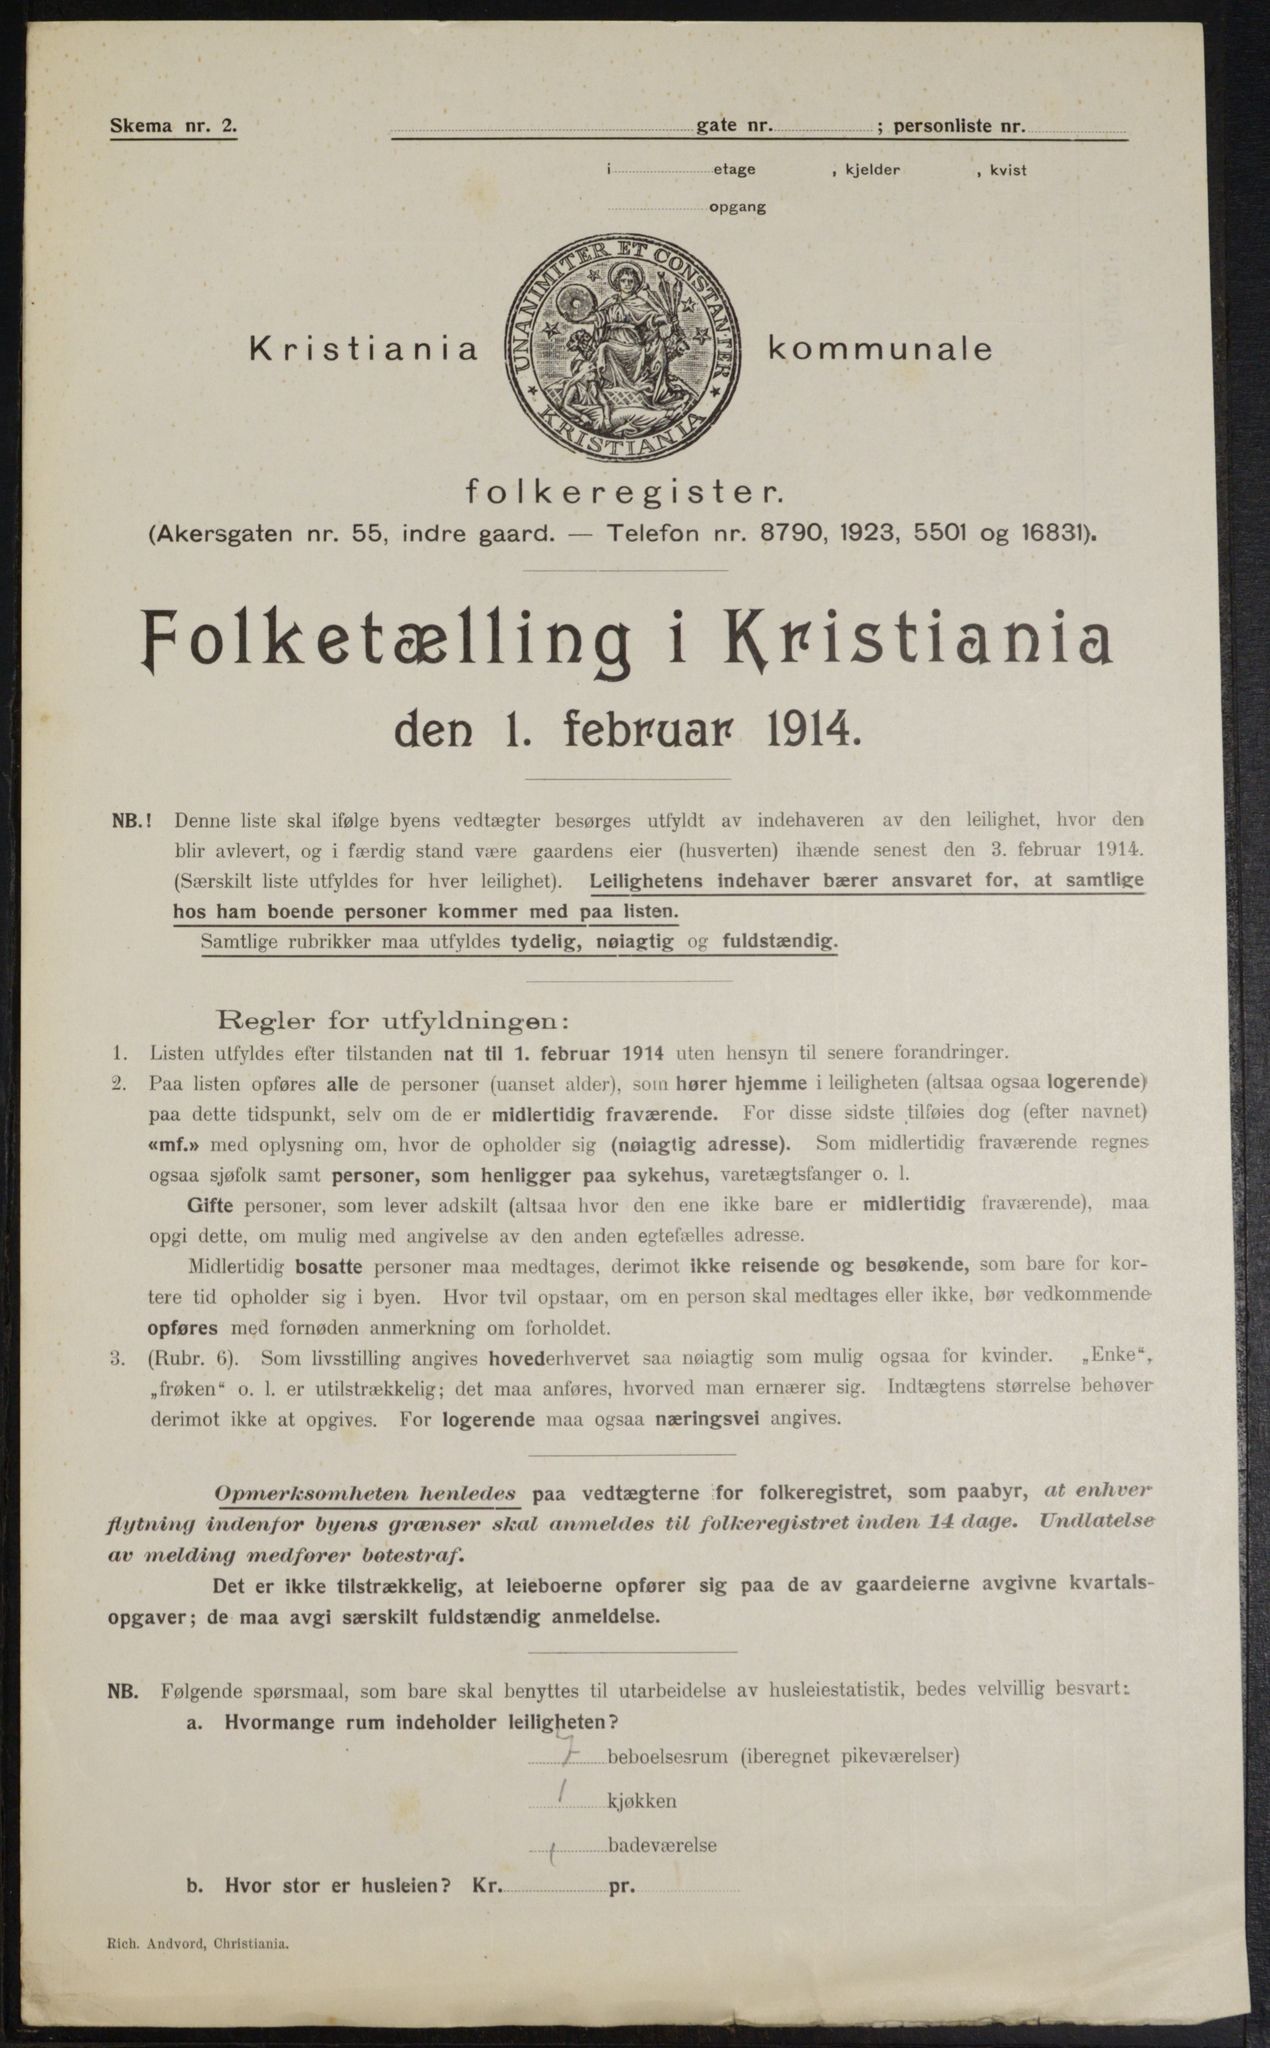 Skema nr. 2. gate nr. ; personliste nr.
i etage , kjelder , kvist
opgang
UNANIMITER ET CONSTANTER
KRISTIANIA
Kristiania kommunale
folkeregister.
(Akersgaten nr. 55, indre gaard. — Telefon nr. 8790, 1923, 5501 og 16831).
Folketælling i Kristiania
den 1. februar 1914.
NB.! Denne liste skal ifølge byens vedtægter besørges utfyldt av indehaveren av den leilighet, hvor den
blir avlevert, og i færdig stand være gaardens eier (husverten) ihænde senest den 3. februar 1914.
(Særskilt liste utfyldes for hver leilighet). Leilighetens indehaver bærer ansvaret for, at samtlige
hos ham boende personer kommer med paa listen.
Samtlige rubrikker maa utfyldes tydelig, nøiagtig og fuldstændig.
Regler for utfyldningen:
1. Listen utfyldes efter tilstanden nat til 1. februar 1914 uten hensyn til senere forandringer.
2. Paa listen opføres alle de personer (uanset alder), som hører hjemme i leiligheten (altsaa ogsaa logerende)
paa dette tidspunkt, selv om de er midlertidig fraværende. For disse sidste tilføies dog (efter navnet)
«mf.» med oplysning om, hvor de opholder sig (nøiagtig adresse). Som midlertidig fraværende regnes
ogsaa sjøfolk samt personer, som henligger paa sykehus, varetægtsfanger o. l.
Gifte personer, som lever adskilt (altsaa hvor den ene ikke bare er midlertidig fraværende), maa
opgi dette, om mulig med angivelse av den anden egtefælles adresse.
Midlertidig bosatte personer maa medtages, derimot ikke reisende og besøkende, som bare for kor-
tere tid opholder sig i byen. Hvor tvil opstaar, om en person skal medtages eller ikke, bør vedkommende
opføres med fornøden anmerkning om forholdet.
3. (Rubr. 6). Som livsstilling angives hovederhvervet saa nøiagtig som mulig ogsaa for kvinder. „Enke“,
„frøken“ o. l. er utilstrækkelig; det maa anføres, hvorved man ernærer sig. Indtægtens størrelse behøver
derimot ikke at opgives. For logerende maa ogsaa næringsvei angives.
Opmerksomheten henledes paa vedtægterne for folkeregistret, som paabyr, at enhver
flytning indenfor byens grænser skal anmeldes til folkeregistret inden 14 dage. Undlatelse
av melding medfører bøtestraf.
Det er ikke tilstrækkelig, at leieboerne opfører sig paa de av gaardeierne avgivne kvartals-
opgaver; de maa avgi særskilt fuldstændig anmeldelse.
NB. Følgende spørsmaal, som bare skal benyttes til utarbeidelse av husleiestatistik, bedes velvillig besvart:
a. Hvormange rum indeholder leiligheten?
7 beboelsesrum (iberegnet pikeværelser)
1 kjøkken
1 badeværelse
b. Hvor stor er husleien? Kr. pr.
Rich. Andvord, Christiania.